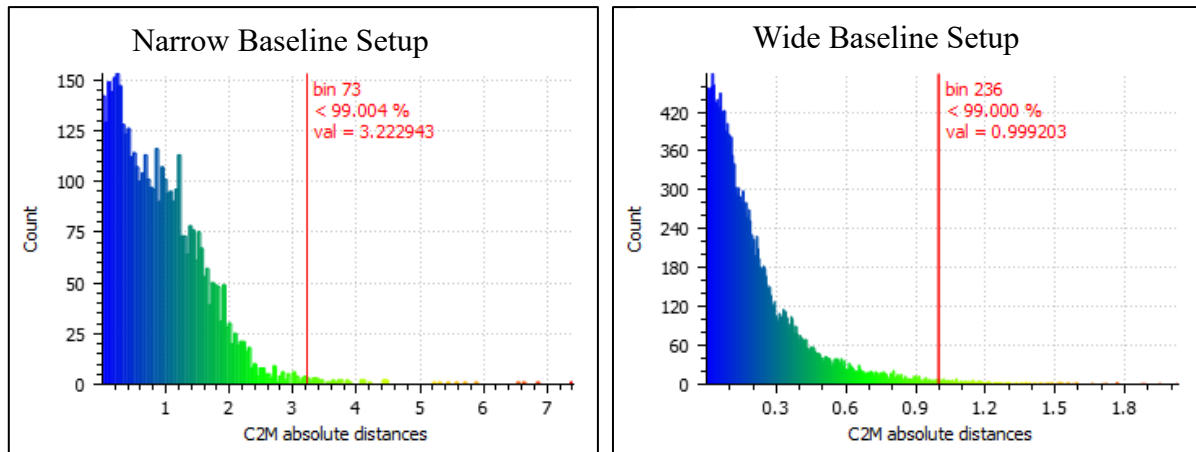 Narrow Baseline Setup
150
125
100
75
50
25
0
Count
bin 73
< 99.004 %
val = 3.222943
1 2 3 4 5 6 7
C2M absolute distances
Wide Baseline Setup
420
360
300
240
180
120
60
0
Count
bin 236
< 99.000 %
val = 0.999203
0.3 0.6 0.9 1.2 1.5 1.8
C2M absolute distances